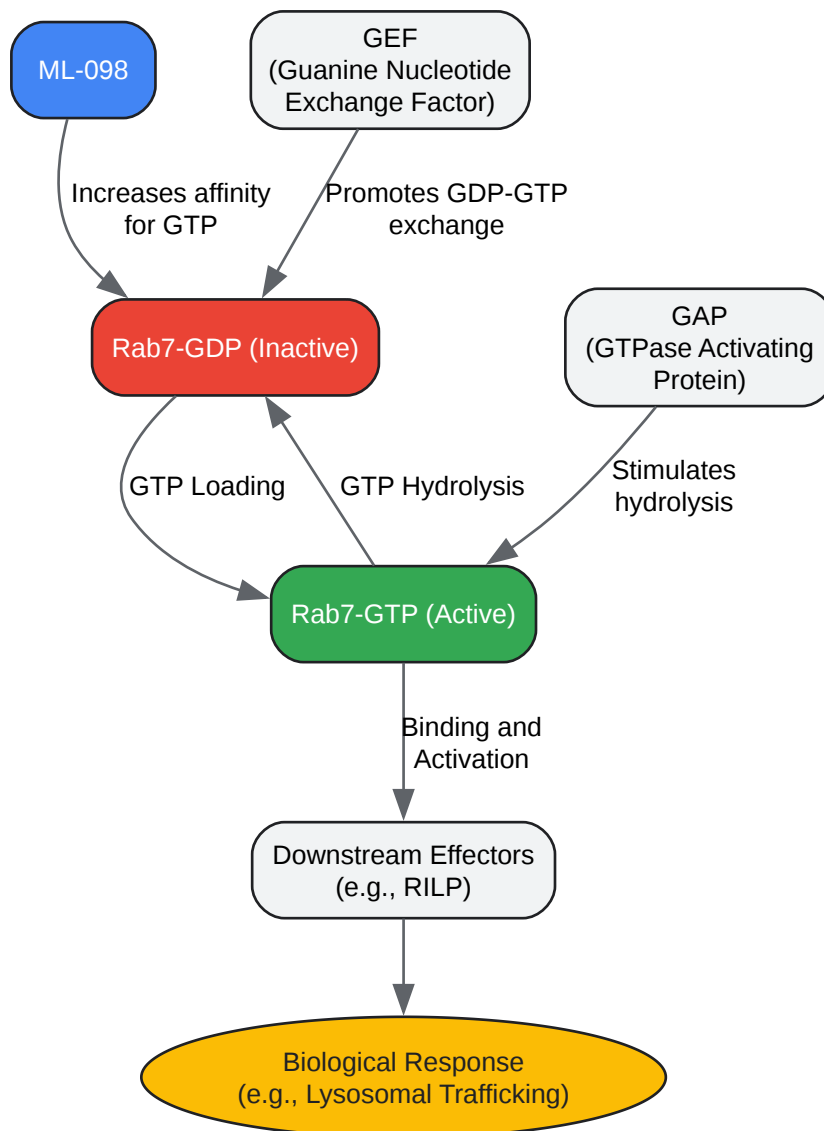 ML-098
GEF
(Guanine Nucleotide
Exchange Factor)
Increases affinity
for GTP
Promotes GDP-GTP
exchange
Rab7-GDP (Inactive)
GAP
(GTPase Activating
Protein)
GTP Loading
GTP Hydrolysis
Stimulates
hydrolysis
Rab7-GTP (Active)
Binding and
Activation
Downstream Effectors
(e.g., RILP)
Biological Response
(e.g., Lysosomal Trafficking)